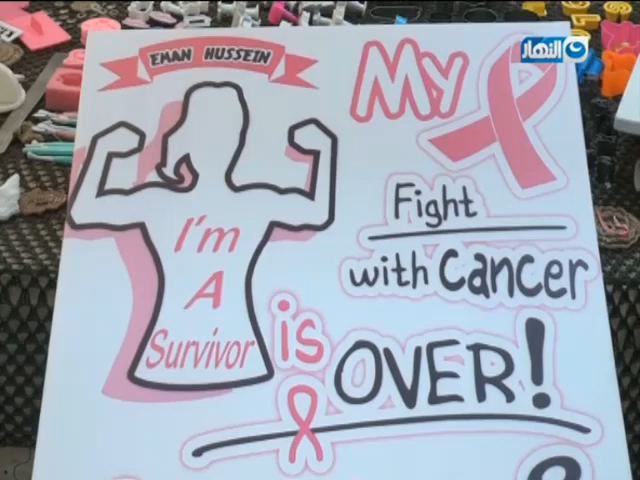 النهار
EMAN HUSSEIN
My
I'm
A
Survivor
Fight
with Cancer
is
OVER!